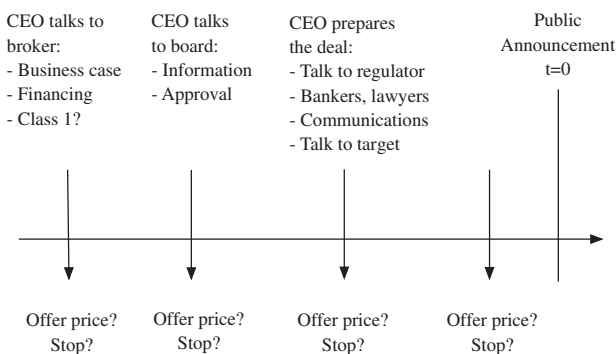 CEO talks to
broker:
- Business case
- Financing
- Class 1?
CEO talks
to board:
- Information
- Approval
CEO prepares
the deal:
- Talk to regulator
- Bankers, lawyers
- Communications
- Talk to target
Public
Announcement
t=0
Offer price?
Stop?
Offer price?
Stop?
Offer price?
Stop?
Offer price?
Stop?